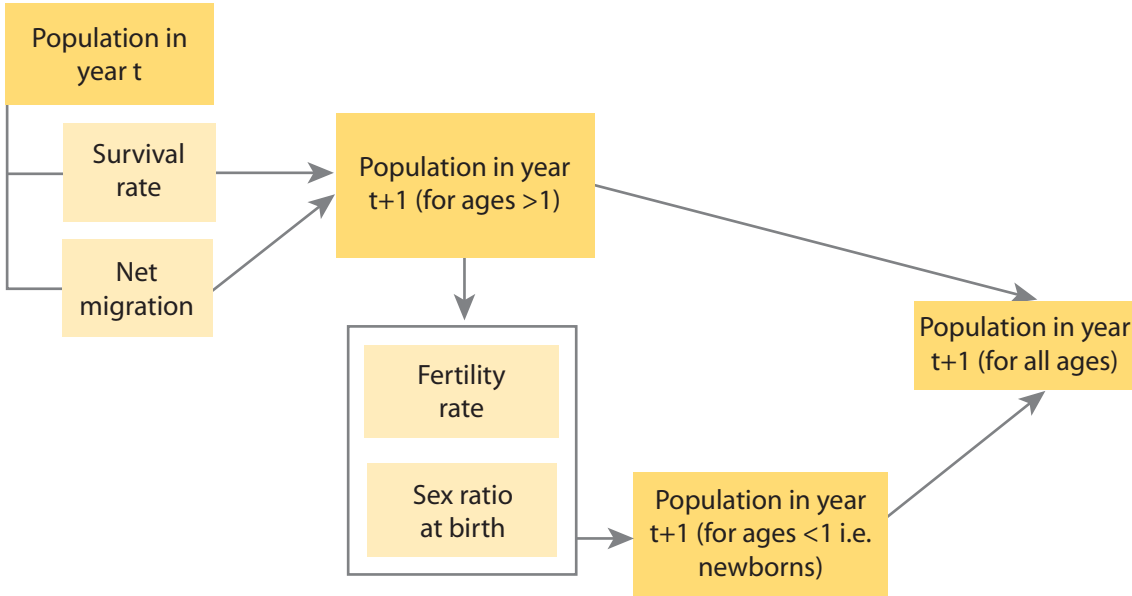 Population in
year t
Survival
rate
Net
migration
Population in year
t+1 (for ages >1)
Fertility
rate
Sex ratio
at birth
Population in year
t+1 (for ages <1 i.e.
newborns)
Population in year
t+1 (for all ages)